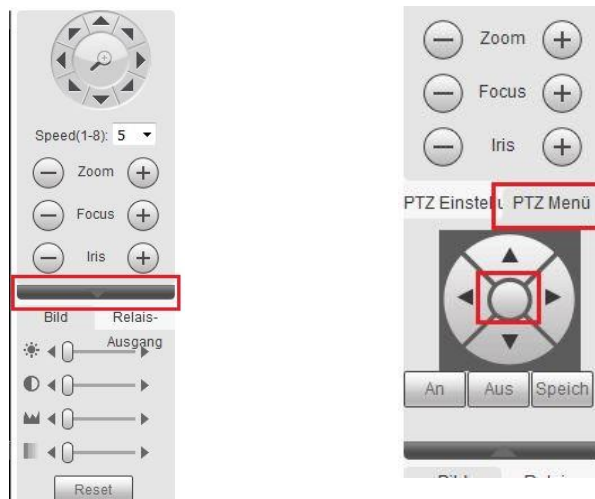 Speed(1-8): 5
Zoom
Focus
Iris
Bild
Relais-
Ausgang
Reset
Zoom
Focus
Iris
PTZ Einstell
PTZ Menü
An
Aus
Speich